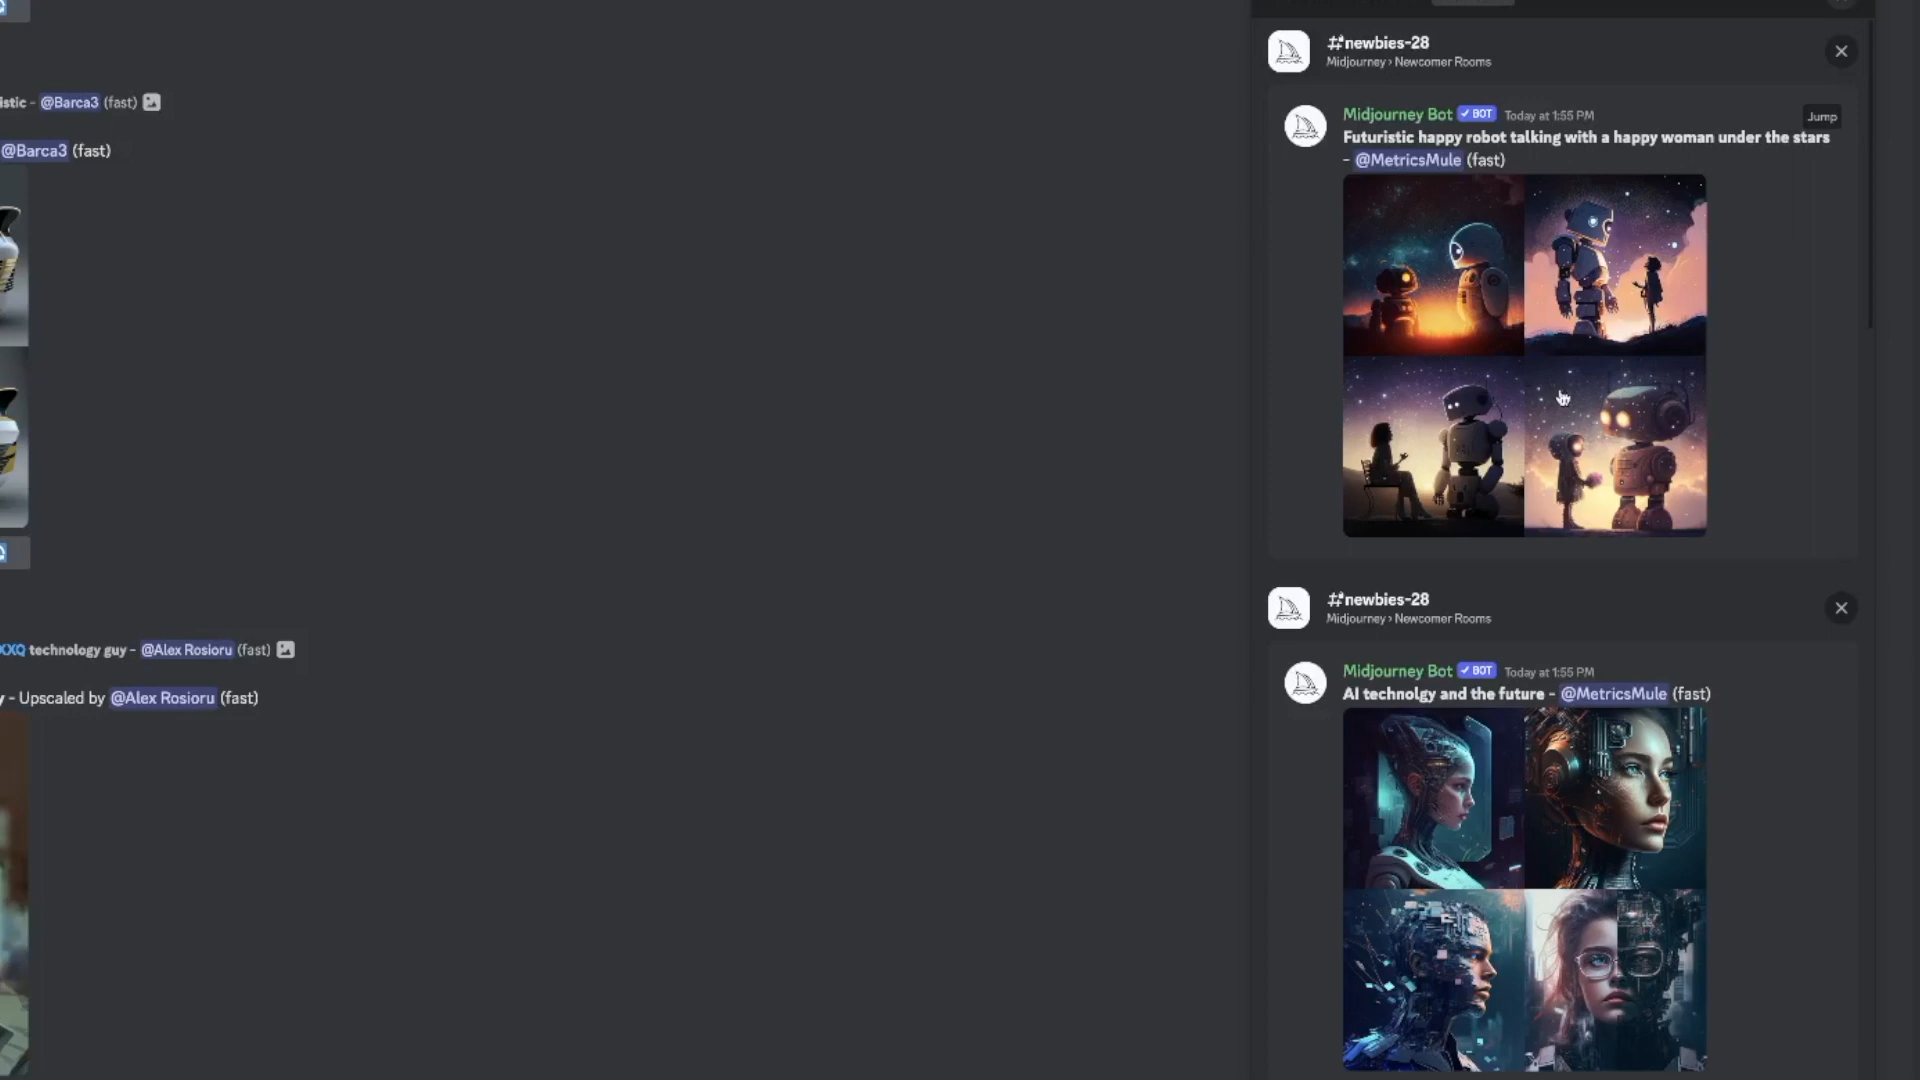 istic - @Barca3 (fast)
@Barca3 (fast)
XXQ technology guy - @Alex Rosioru (fast)
y - Upscaled by @Alex Rosioru (fast)
#newbies-28
Midjourney › Newcomer Rooms
Midjourney Bot ✓ BOT Today at 1:55 PM
Jump
Futuristic happy robot talking with a happy woman under the stars
- @MetricsMule (fast)
#newbies-28
Midjourney › Newcomer Rooms
Midjourney Bot ✓ BOT Today at 1:55 PM
AI technolgy and the future - @MetricsMule (fast)